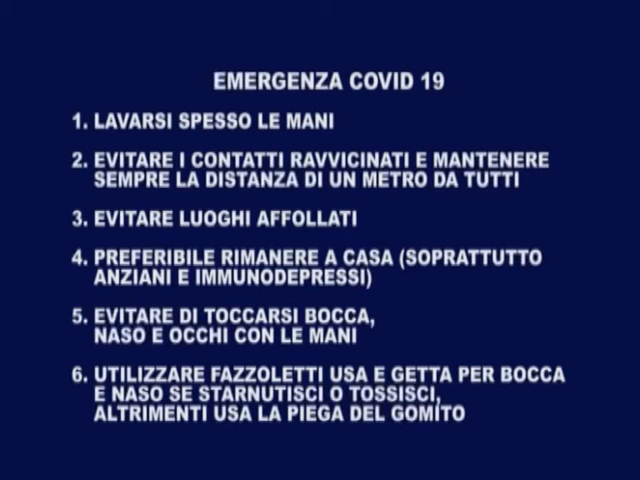 EMERGENZA COVID 19
1. LAVARSI SPESSO LE MANI
2. EVITARE I CONTATTI RAVVICINATI E MANTENERE
SEMPRE LA DISTANZA DI UN METRO DA TUTTI
3. EVITARE LUOGHI AFFOLLATI
4. PREFERIBILE RIMANERE A CASA (SOPRATTUTTO
ANZIANI E IMMUNODEPRESSI)
5. EVITARE DI TOCCARSI BOCCA,
NASO E OCCHI CON LE MANI
6. UTILIZZARE FAZZOLETTI USA E GETTA PER BOCCA
E NASO SE STARNUTISCI O TOSSISCI,
ALTRIMENTI USA LA PIEGA DEL GOMITO